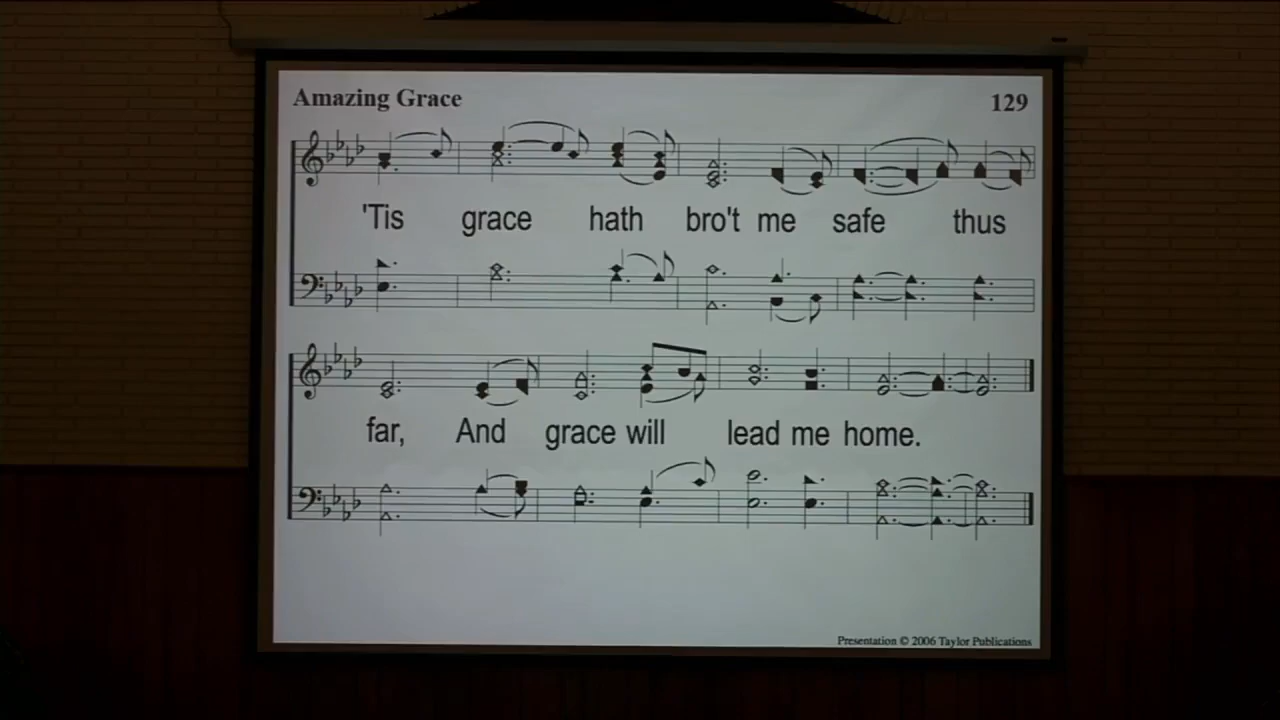 Amazing Grace 129
'Tis grace hath bro't me safe thus
far, And grace will lead me home.
Presentation © 2006 Taylor Publications